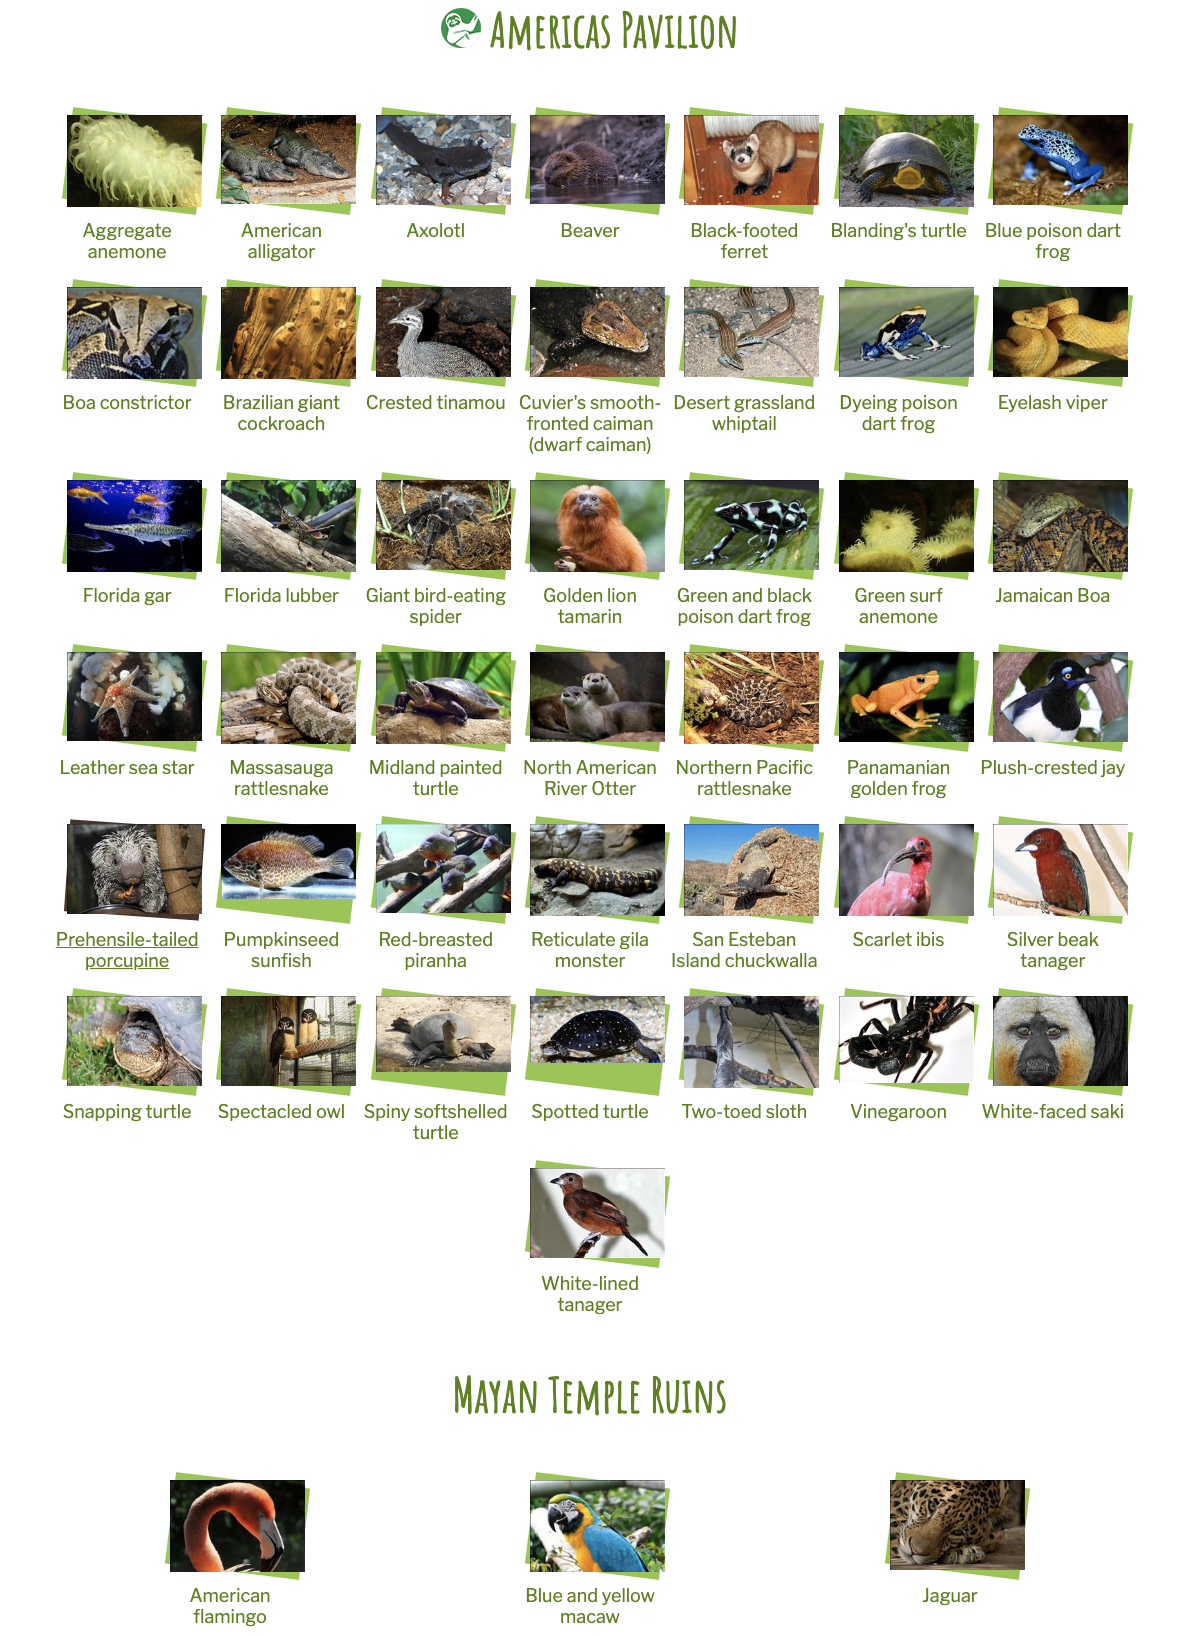 Americas Pavilion
Aggregate
anemone
American
alligator
Axolotl
Beaver
Black-footed
ferret
Blanding's turtle
Blue poison dart
frog
Boa constrictor
Brazilian giant
cockroach
Crested tinamou
Cuvier's smooth-
fronted caiman
(dwarf caiman)
Desert grassland
whiptail
Dyeing poison
dart frog
Eyelash viper
Florida gar
Florida lubber
Giant bird-eating
spider
Golden lion
tamarin
Green and black
poison dart frog
Green surf
anemone
Jamaican Boa
Leather sea star
Massasauga
rattlesnake
Midland painted
turtle
North American
River Otter
Northern Pacific
rattlesnake
Panamanian
golden frog
Plush-crested jay
Prehensile-tailed
porcupine
Pumpkinseed
sunfish
Red-breasted
piranha
Reticulate gila
monster
San Esteban
Island chuckwalla
Scarlet ibis
Silver beak
tanager
Snapping turtle
Spectacled owl
Spiny softshelled
turtle
Spotted turtle
Two-toed sloth
Vinegaroon
White-faced saki
White-lined
tanager
Mayan Temple Ruins
American
flamingo
Blue and yellow
macaw
Jaguar